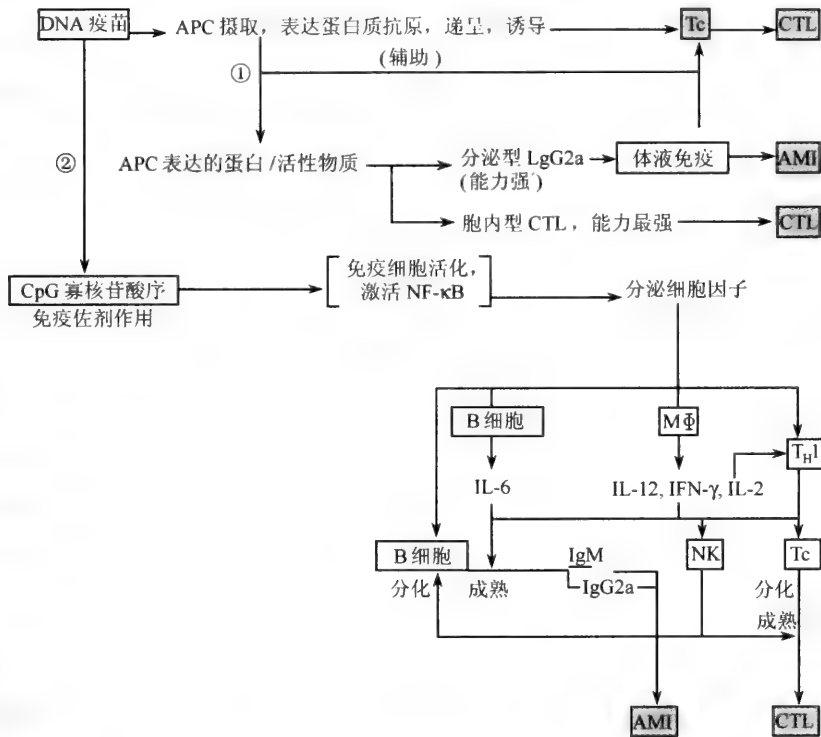 DNA 疫苗 APC 摄取，表达蛋白质抗原，递呈，诱导 Tc CTL
(辅助)
①
② APC 表达的蛋白/活性物质 分泌型 LgG2a 体液免疫 AMI
(能力强)
胞内型 CTL，能力最强 CTL
CpG 寡核苷酸序
免疫佐剂作用
免疫细胞活化，
激活 NF-κB
分泌细胞因子
B 细胞 MΦ
T_H1
IL-6 IL-12, IFN-γ, IL-2
B 细胞 IgM NK Tc
分化 成熟 IgG2a 分化
成熟
AMI CTL